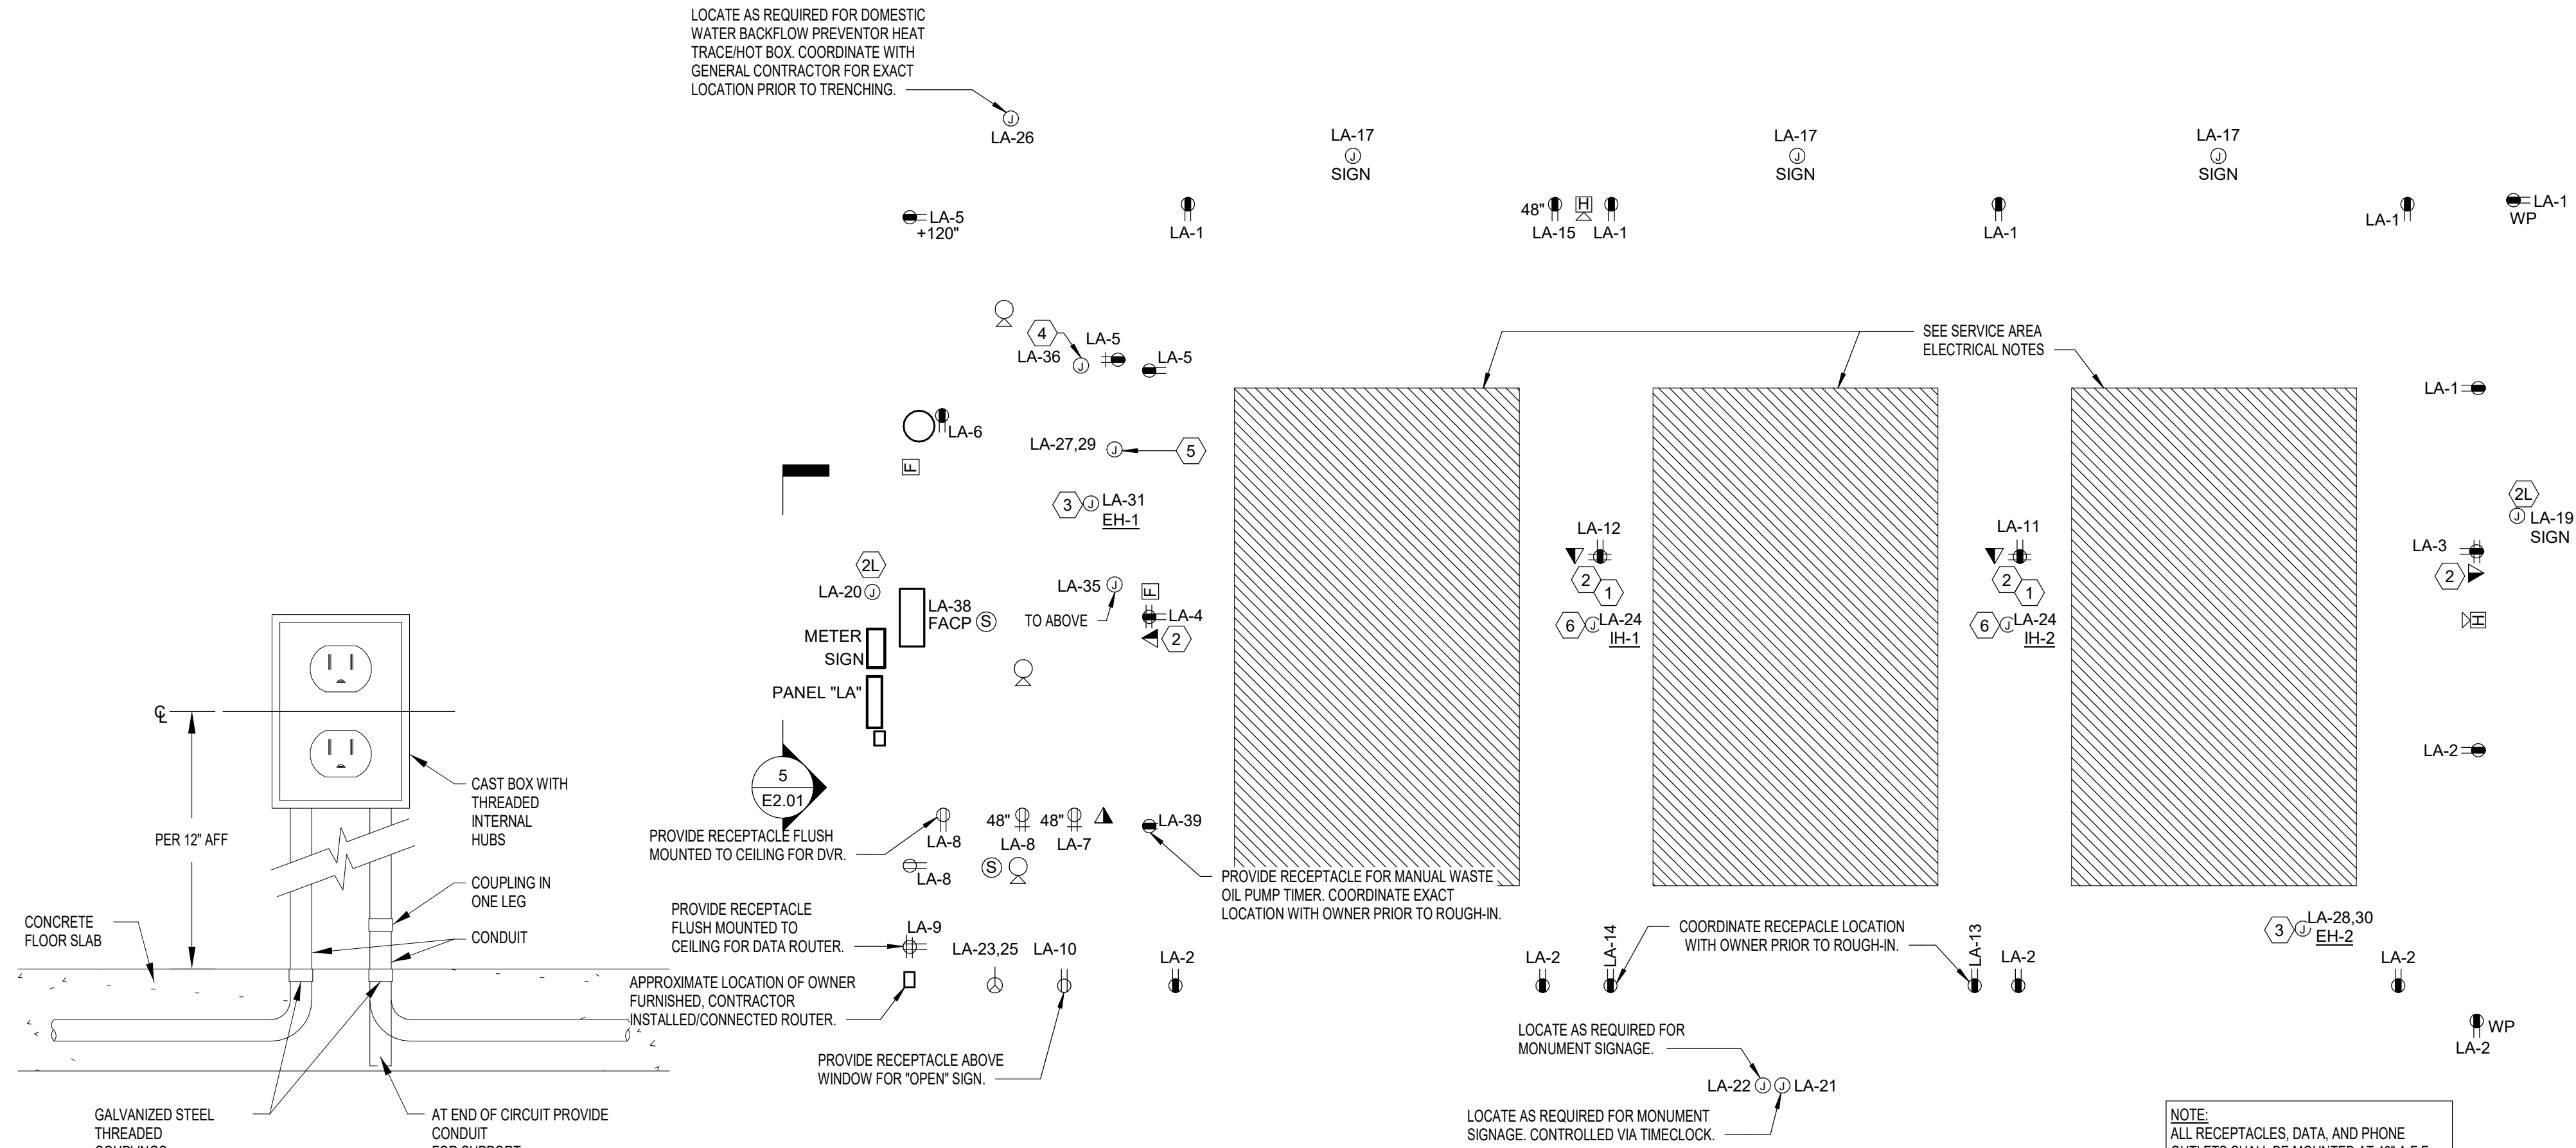 LOCATE AS REQUIRED FOR DOMESTIC
WATER BACKFLOW PREVENTOR HEAT
TRACE/HOT BOX. COORDINATE WITH
GENERAL CONTRACTOR FOR EXACT
LOCATION PRIOR TO TRENCHING.
J
LA-26
LA-17
J
SIGN
LA-17
J
SIGN
LA-17
J
SIGN
LA-5
+120"
LA-1
48"
LA-15
H
LA-1
LA-1
LA-1
LA-1
WP
4
LA-36
J
LA-5
LA-5
SEE SERVICE AREA
ELECTRICAL NOTES
LA-1
LA-6
F
LA-27,29
J
5
3
J
LA-31
EH-1
2L
J
LA-19
SIGN
LA-12
2
1
6
J
LA-24
IH-1
LA-11
2
1
6
J
LA-24
IH-2
LA-3
2
H
2L
LA-20
J
LA-38
FACP
S
LA-35
J
TO ABOVE
F
LA-4
2
METER
SIGN
PANEL "LA"
LA-2
5
E2.01
PROVIDE RECEPTACLE FLUSH
MOUNTED TO CEILING FOR DVR.
LA-8
48"
LA-8
48"
LA-7
LA-39
LA-8
S
PROVIDE RECEPTACLE FOR MANUAL WASTE
OIL PUMP TIMER. COORDINATE EXACT
LOCATION WITH OWNER PRIOR TO ROUGH-IN.
PROVIDE RECEPTACLE
FLUSH MOUNTED TO
CEILING FOR DATA ROUTER.
LA-9
LA-23,25
LA-10
LA-2
APPROXIMATE LOCATION OF OWNER
FURNISHED, CONTRACTOR
INSTALLED/CONNECTED ROUTER.
PROVIDE RECEPTACLE ABOVE
WINDOW FOR "OPEN" SIGN.
LA-2
LA-14
COORDINATE RECEPACLE LOCATION
WITH OWNER PRIOR TO ROUGH-IN.
LA-13
LA-2
3
J
LA-28,30
EH-2
LA-2
WP
LA-2
LOCATE AS REQUIRED FOR
MONUMENT SIGNAGE.
LA-22
J
J
LA-21
LOCATE AS REQUIRED FOR MONUMENT
SIGNAGE. CONTROLLED VIA TIMECLOCK.
NOTE:
ALL RECEPTACLES, DATA, AND PHONE
CL
PER 12" AFF
CAST BOX WITH
THREADED
INTERNAL
HUBS
COUPLING IN
ONE LEG
CONDUIT
CONCRETE
FLOOR SLAB
GALVANIZED STEEL
THREADED
AT END OF CIRCUIT PROVIDE
CONDUIT